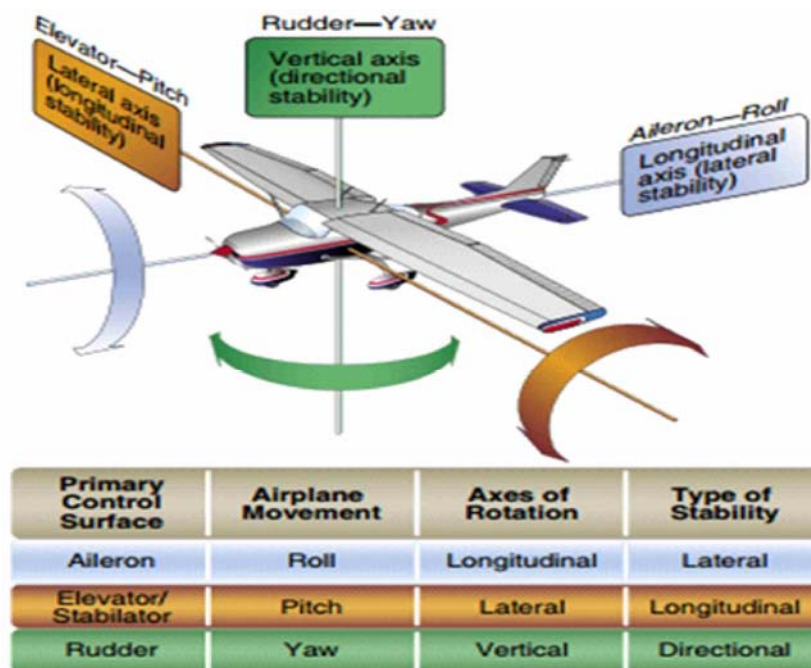 Elevator—Pitch
Lateral axis
(longitudinal
stability)
Rudder—Yaw
Vertical axis
(directional
stability)
Aileron—Roll
Longitudinal
axis (lateral
stability)
Primary Control Surface | Airplane Movement | Axes of Rotation | Type of Stability
Aileron | Roll | Longitudinal | Lateral
Elevator/ Stabilator | Pitch | Lateral | Longitudinal
Rudder | Yaw | Vertical | Directional